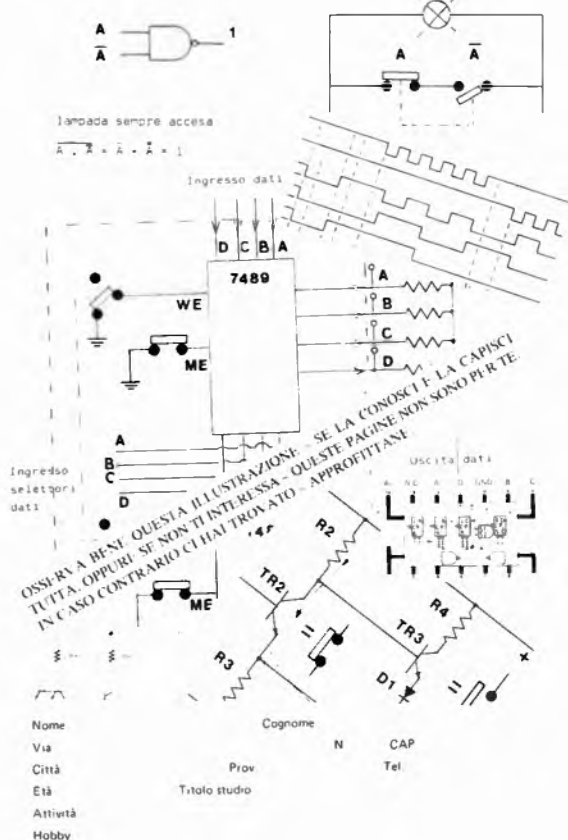 A
A
1
A
A
lampada sempre accesa
A . A = A + A = 1
Ingresso dati
D C B A
7489
WE
ME
A
B
C
D
A
B
C
D
Ingresso
selettori
dati
OSSERVA BENE QUESTA ILLUSTRAZIONE - SE LA CONOSCI E LA CAPISCI
TUTTA, OPPURE SE NON TI INTERESSA - QUESTE PAGINE NON SONO PER TE.
IN CASO CONTRARIO CI HAI TROVATO - APPROFITTANE
Uscita dati
GND B C
ME
R2
TR2
R3
R4
TR3
D1
+
Nome Cognome
Via N CAP
Città Prov. Tel.
Età Titolo studio
Attività
Hobby